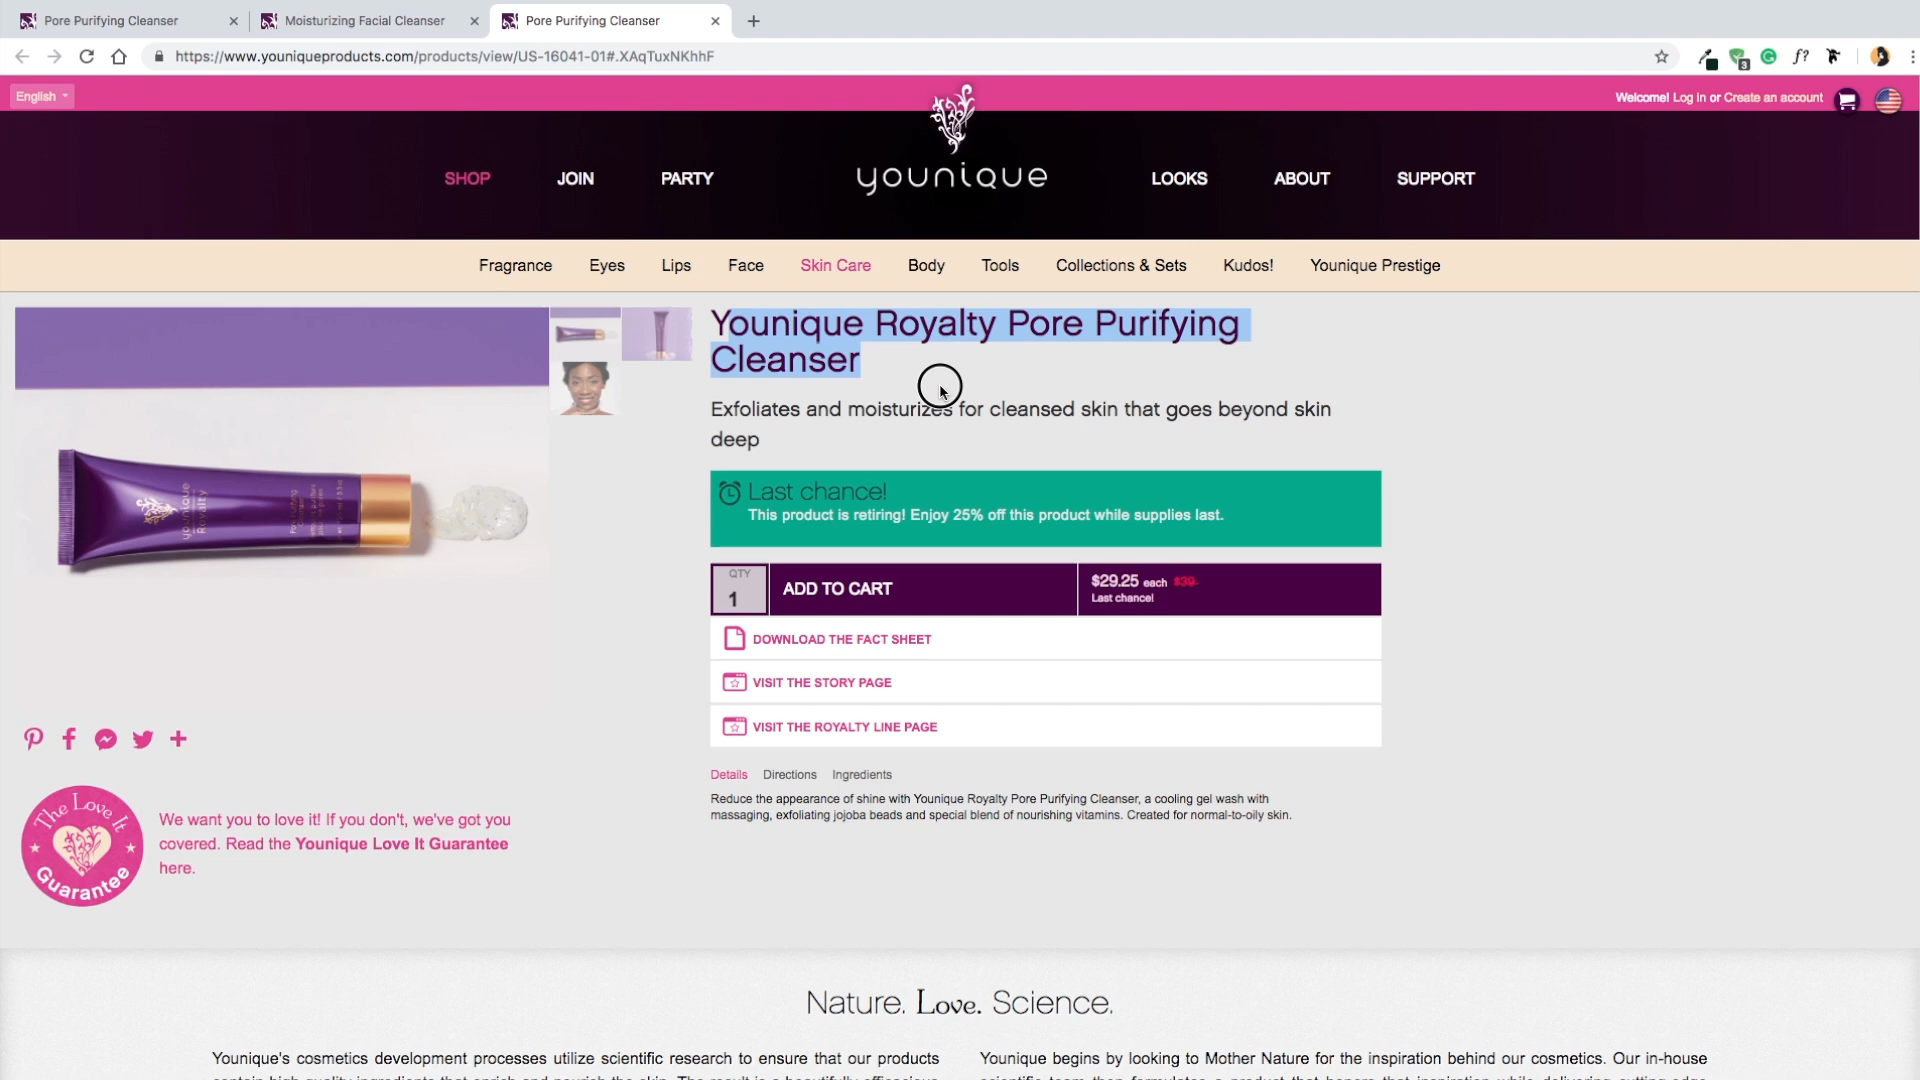 Pore Purifying Cleanser
Moisturizing Facial Cleanser
Pore Purifying Cleanser
https://www.youniqueproducts.com/products/view/US-16041-01#.XAqTuxNKhhF
3
f?
English
Welcome! Log in or Create an account
SHOP JOIN PARTY
younique
LOOKS ABOUT SUPPORT
Fragrance Eyes Lips Face Skin Care Body Tools Collections & Sets Kudos! Younique Prestige
Younique Royalty Pore Purifying
Cleanser
Exfoliates and moisturizes for cleansed skin that goes beyond skin
deep
Last chance!
This product is retiring! Enjoy 25% off this product while supplies last.
QTY
1
ADD TO CART
$29.25 each $39
Last chance!
DOWNLOAD THE FACT SHEET
VISIT THE STORY PAGE
VISIT THE ROYALTY LINE PAGE
Details Directions Ingredients
Reduce the appearance of shine with Younique Royalty Pore Purifying Cleanser, a cooling gel wash with
massaging, exfoliating jojoba beads and special blend of nourishing vitamins. Created for normal-to-oily skin.
younique
Royalty
The Love It
Guarantee
We want you to love it! If you don't, we've got you
covered. Read the Younique Love It Guarantee
here.
Nature. Love. Science.
Younique's cosmetics development processes utilize scientific research to ensure that our products
Younique begins by looking to Mother Nature for the inspiration behind our cosmetics. Our in-house